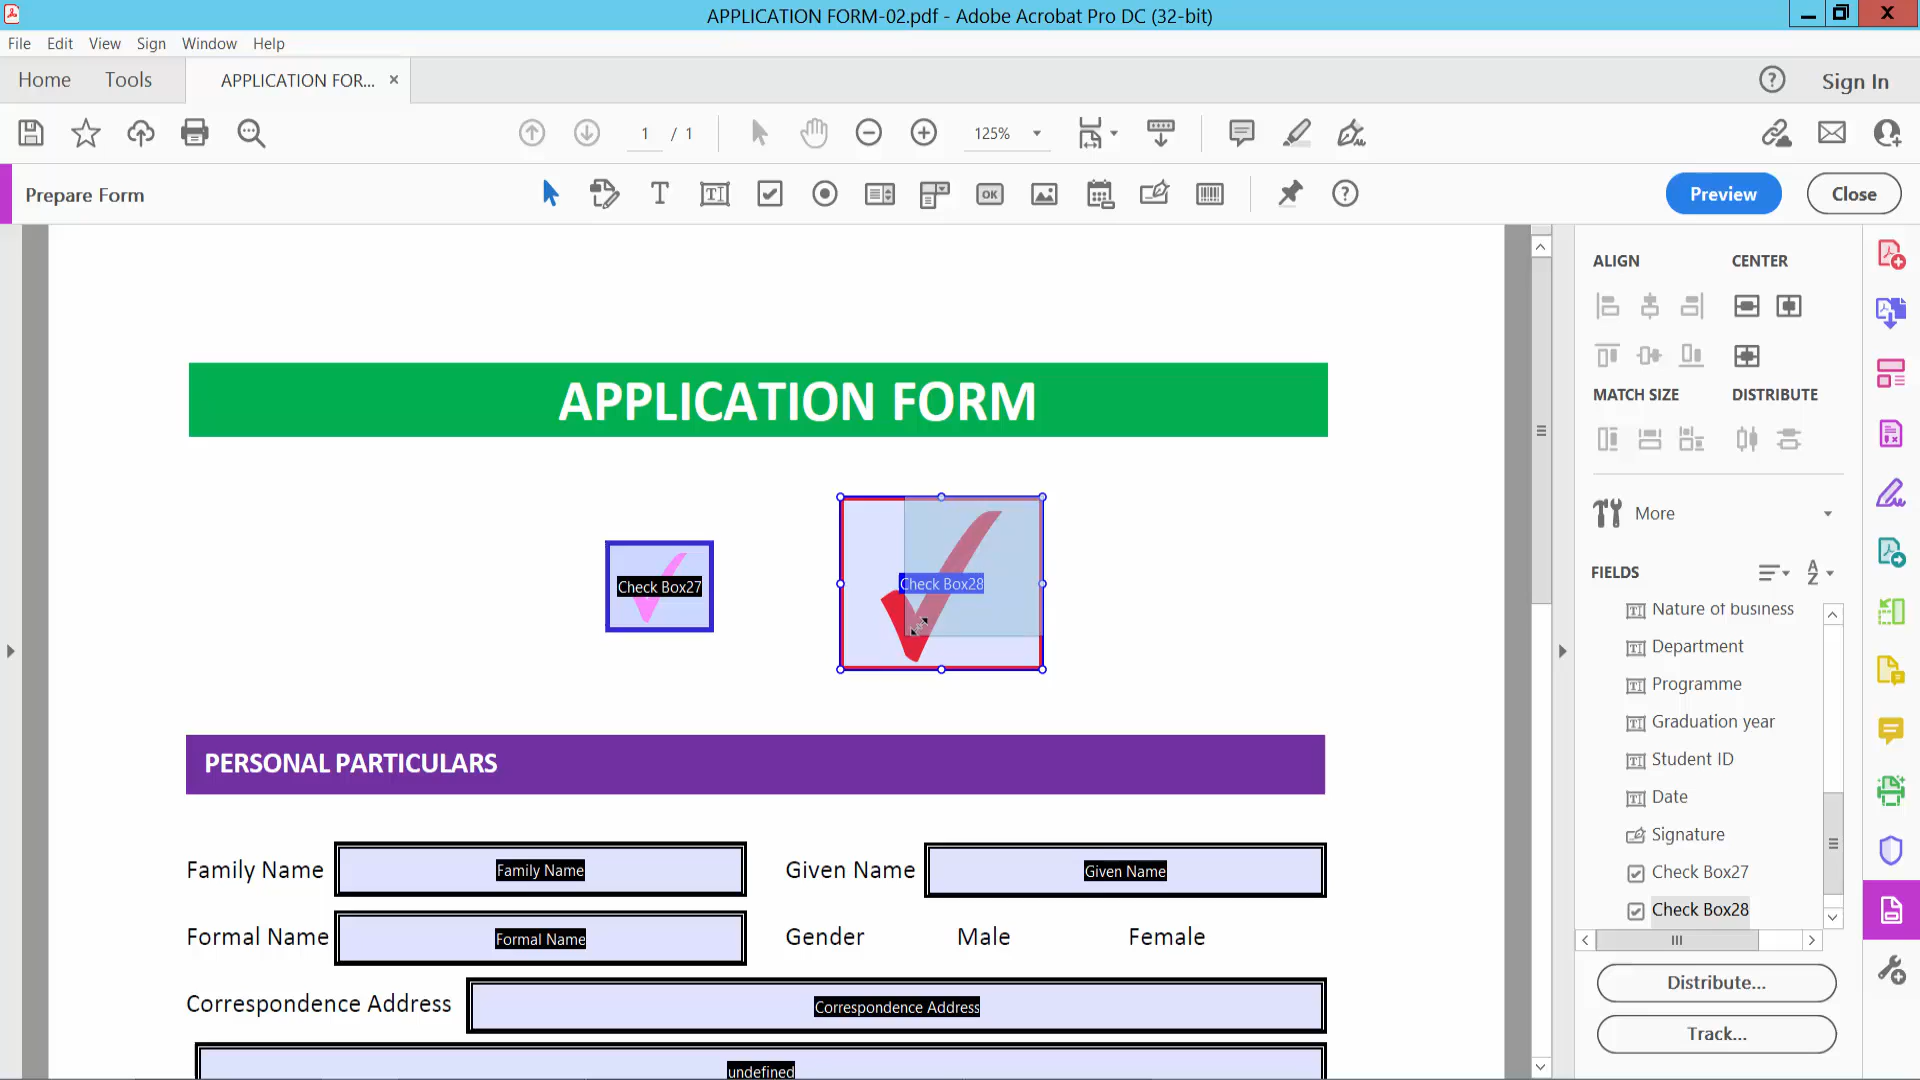 APPLICATION FORM-02.pdf - Adobe Acrobat Pro DC (32-bit)
File Edit View Sign Window Help
Home Tools APPLICATION FOR... × Sign In
1 / 1 125%
Prepare Form OK Preview Close
ALIGN CENTER
MATCH SIZE DISTRIBUTE
More
FIELDS
Nature of business
Department
Programme
Graduation year
Student ID
Date
Signature
Check Box27
Check Box28
Distribute...
Track...
APPLICATION FORM
Check Box27 Check Box28
PERSONAL PARTICULARS
Family Name Family Name Given Name Given Name
Formal Name Formal Name Gender Male Female
Correspondence Address Correspondence Address
undefined